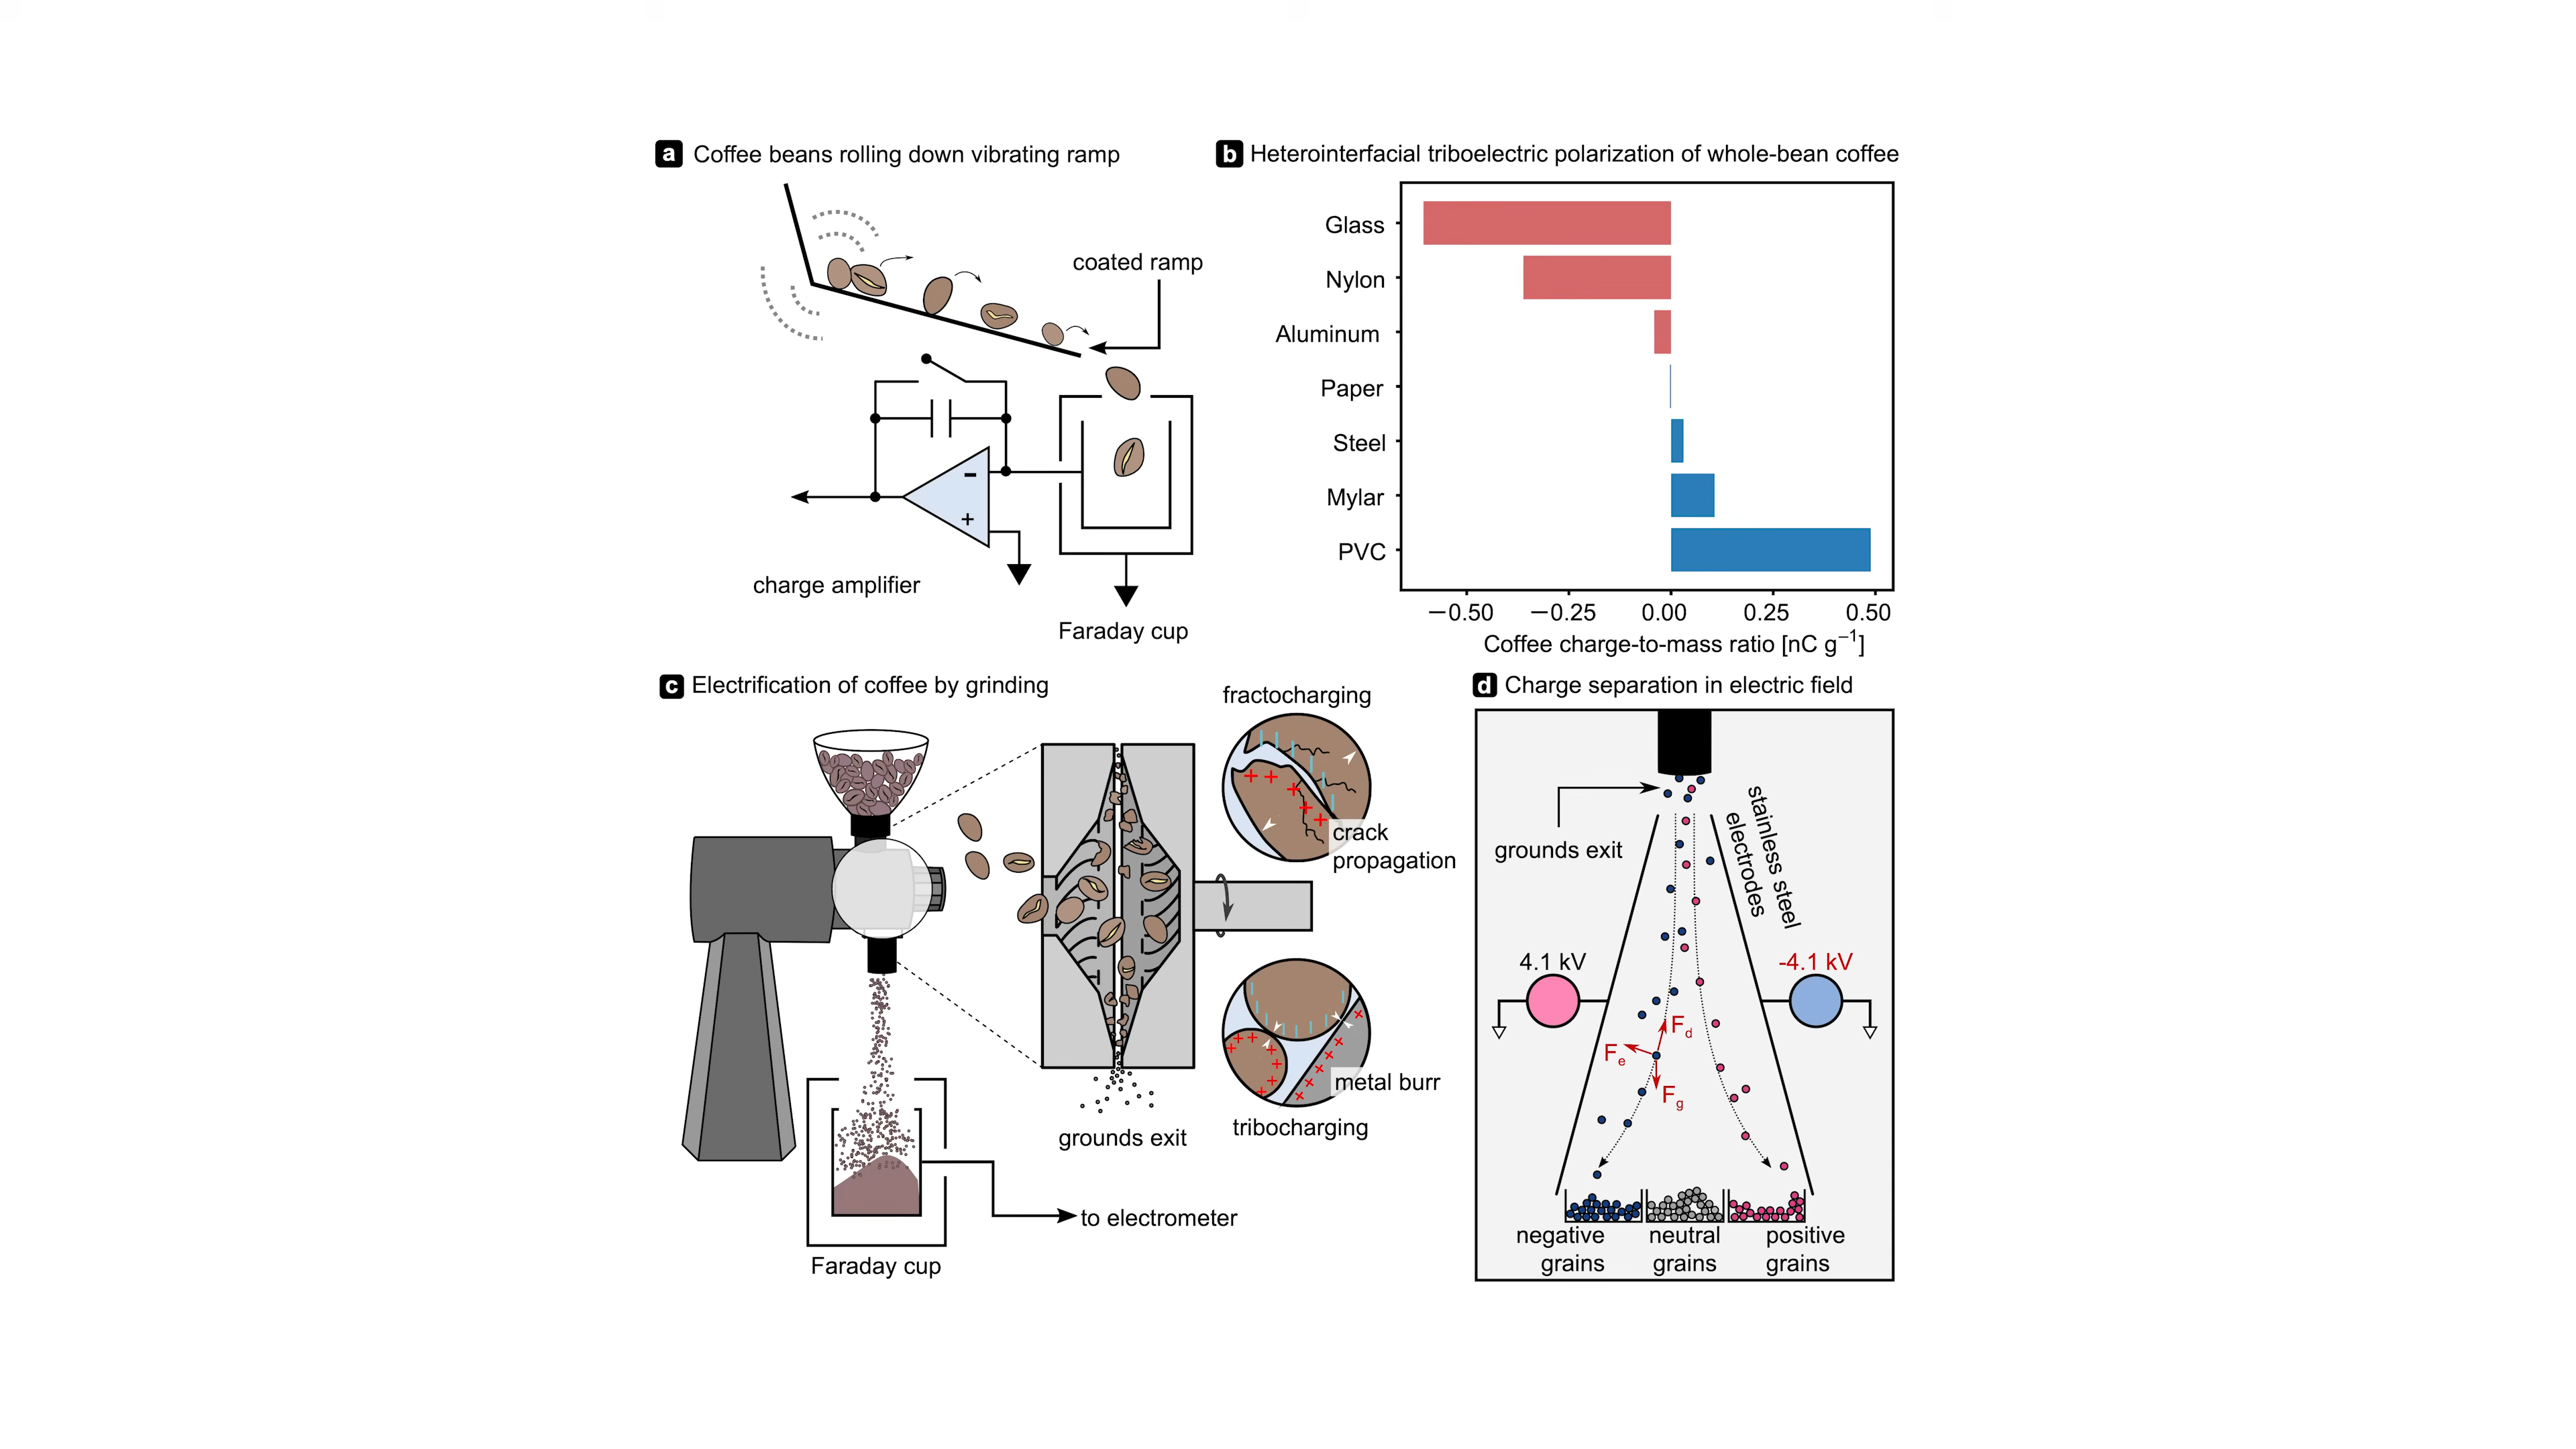 a Coffee beans rolling down vibrating ramp
coated ramp
-
+
charge amplifier
Faraday cup
b Heterointerfacial triboelectric polarization of whole-bean coffee
Glass
Nylon
Aluminum
Paper
Steel
Mylar
PVC
−0.50 −0.25 0.00 0.25 0.50
Coffee charge-to-mass ratio [nC g⁻¹]
c Electrification of coffee by grinding
fractocharging
+ + + + +
crack
propagation
metal burr
tribocharging
grounds exit
to electrometer
Faraday cup
d Charge separation in electric field
grounds exit
stainless steel
electrodes
4.1 kV
-4.1 kV
Fd
Fe
Fg
negative
grains
neutral
grains
positive
grains